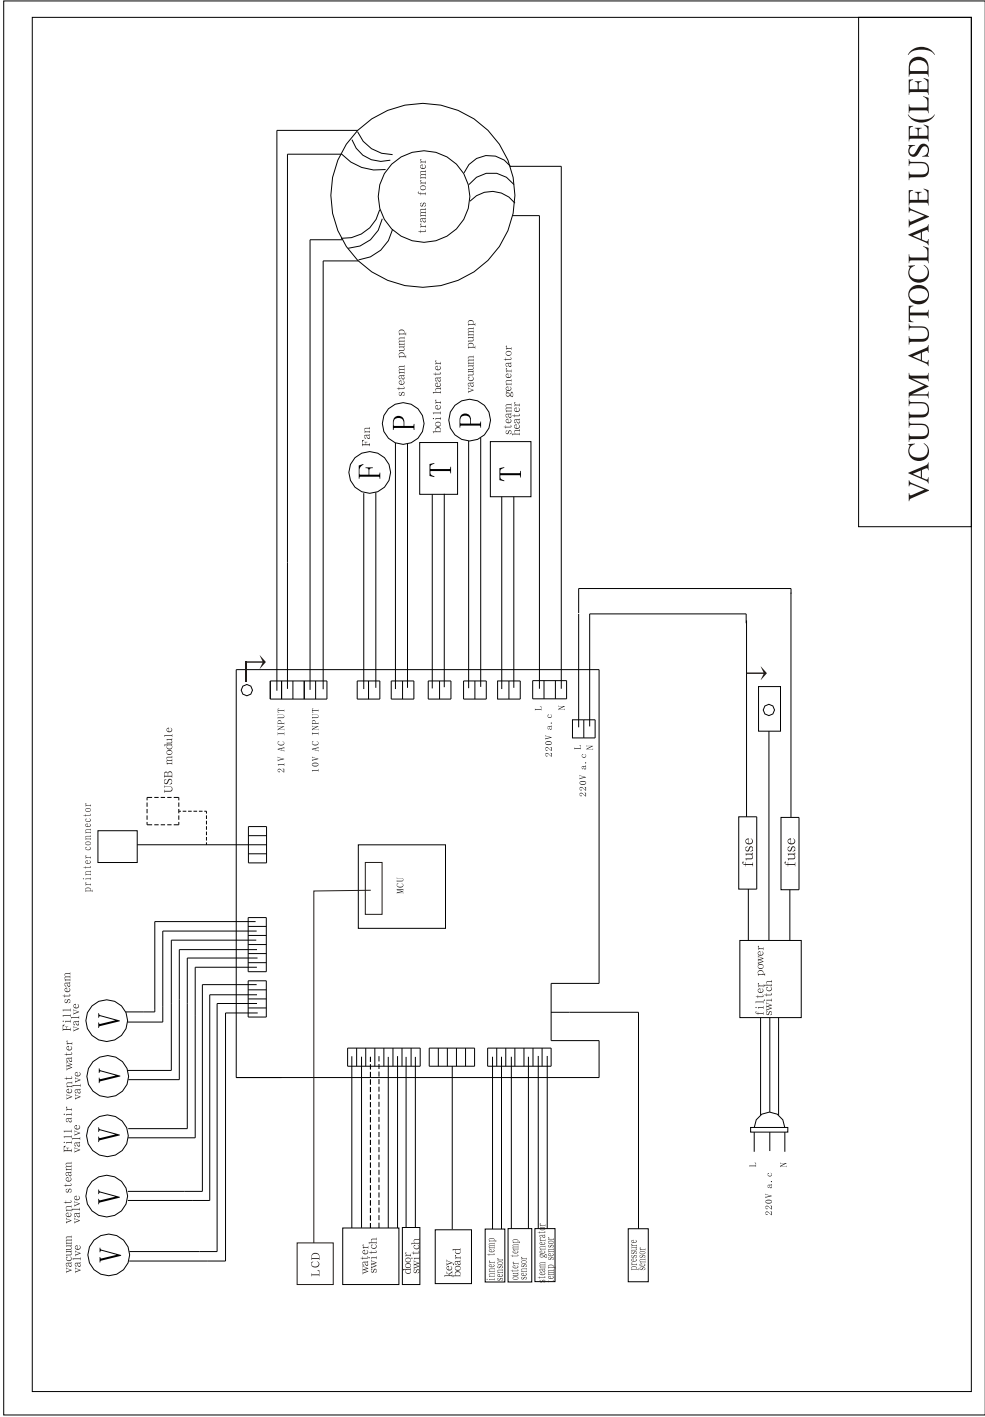 VACUUM AUTOCLAVE USE(LED)
trams former
Fan
F
steam pump
P
boiler heater
T
vacuum pump
P
steam generator
heater
T
21V AC INPUT
10V AC INPUT
220V a.c
L
N
220V a.c
L
N
USB module
printer connector
MCU
Fill steam
valve
V
vent water
valve
V
Fill air
valve
V
vent steam
valve
V
vacuum
valve
V
LCD
water
switch
door
switch
key
board
inner temp
sensor
outer temp
sensor
steam generator
temp sensor
pressure
sensor
fuse
fuse
filter power
switch
L
220V a.c
N